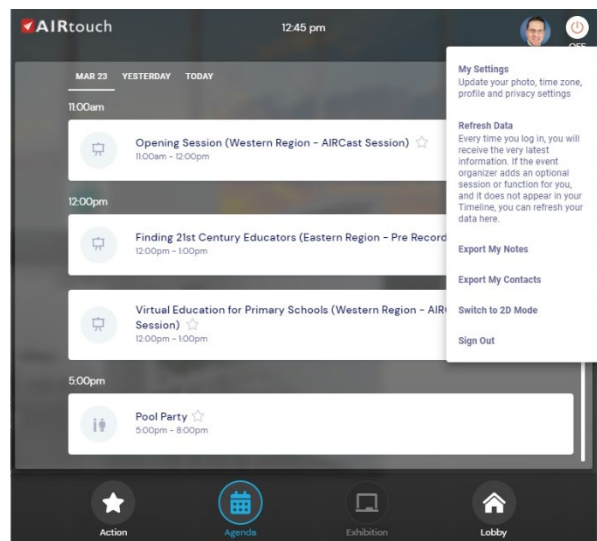 AIRtouch
12:45 pm
OFF
MAR 23 YESTERDAY TODAY
11:00am
Opening Session (Western Region - AIRCast Session)
11:00am - 12:00pm
12:00pm
Finding 21st Century Educators (Eastern Region - Pre Record
12:00pm - 1:00pm
Virtual Education for Primary Schools (Western Region -
Session)
12:00pm - 1:00pm
5:00pm
Pool Party
5:00pm - 8:00pm
My Settings
Update your photo, time zone,
profile and privacy settings
Refresh Data
Every time you log in, you will
receive the very latest
information. If the event
organizer adds an optional
session or function for you,
and it does not appear in your
Timeline, you can refresh your
data here.
Export My Notes
Export My Contacts
Switch to 2D Mode
Sign Out
Action
Agenda
Exhibition
Lobby